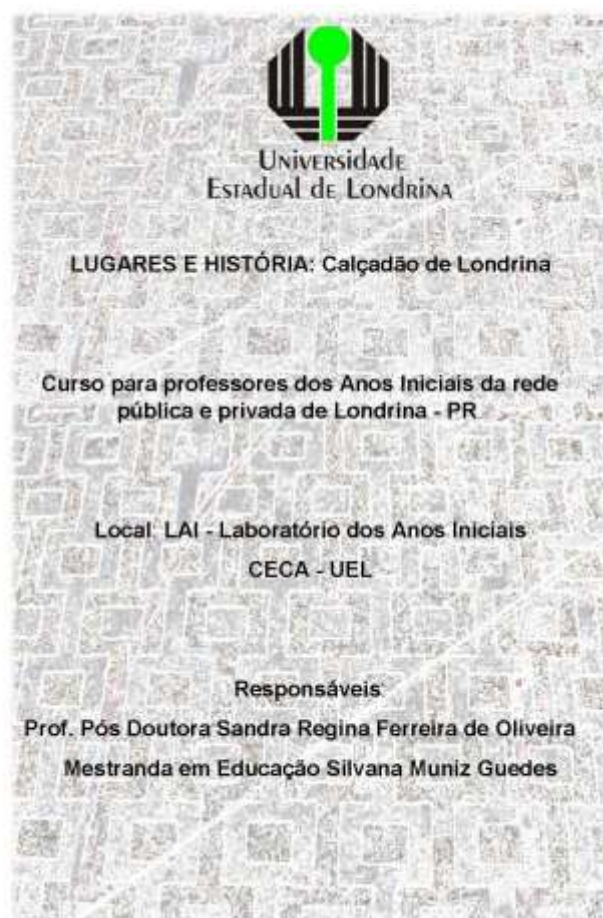 Universidade
Estadual de Londrina
LUGARES E HISTÓRIA: Calçadão de Londrina
Curso para professores dos Anos Iniciais da rede
pública e privada de Londrina - PR
Local: LAI - Laboratório dos Anos Iniciais
CECA - UEL
Responsáveis:
Prof. Pós Doutora Sandra Regina Ferreira de Oliveira
Mestranda em Educação Silvana Muniz Guedes